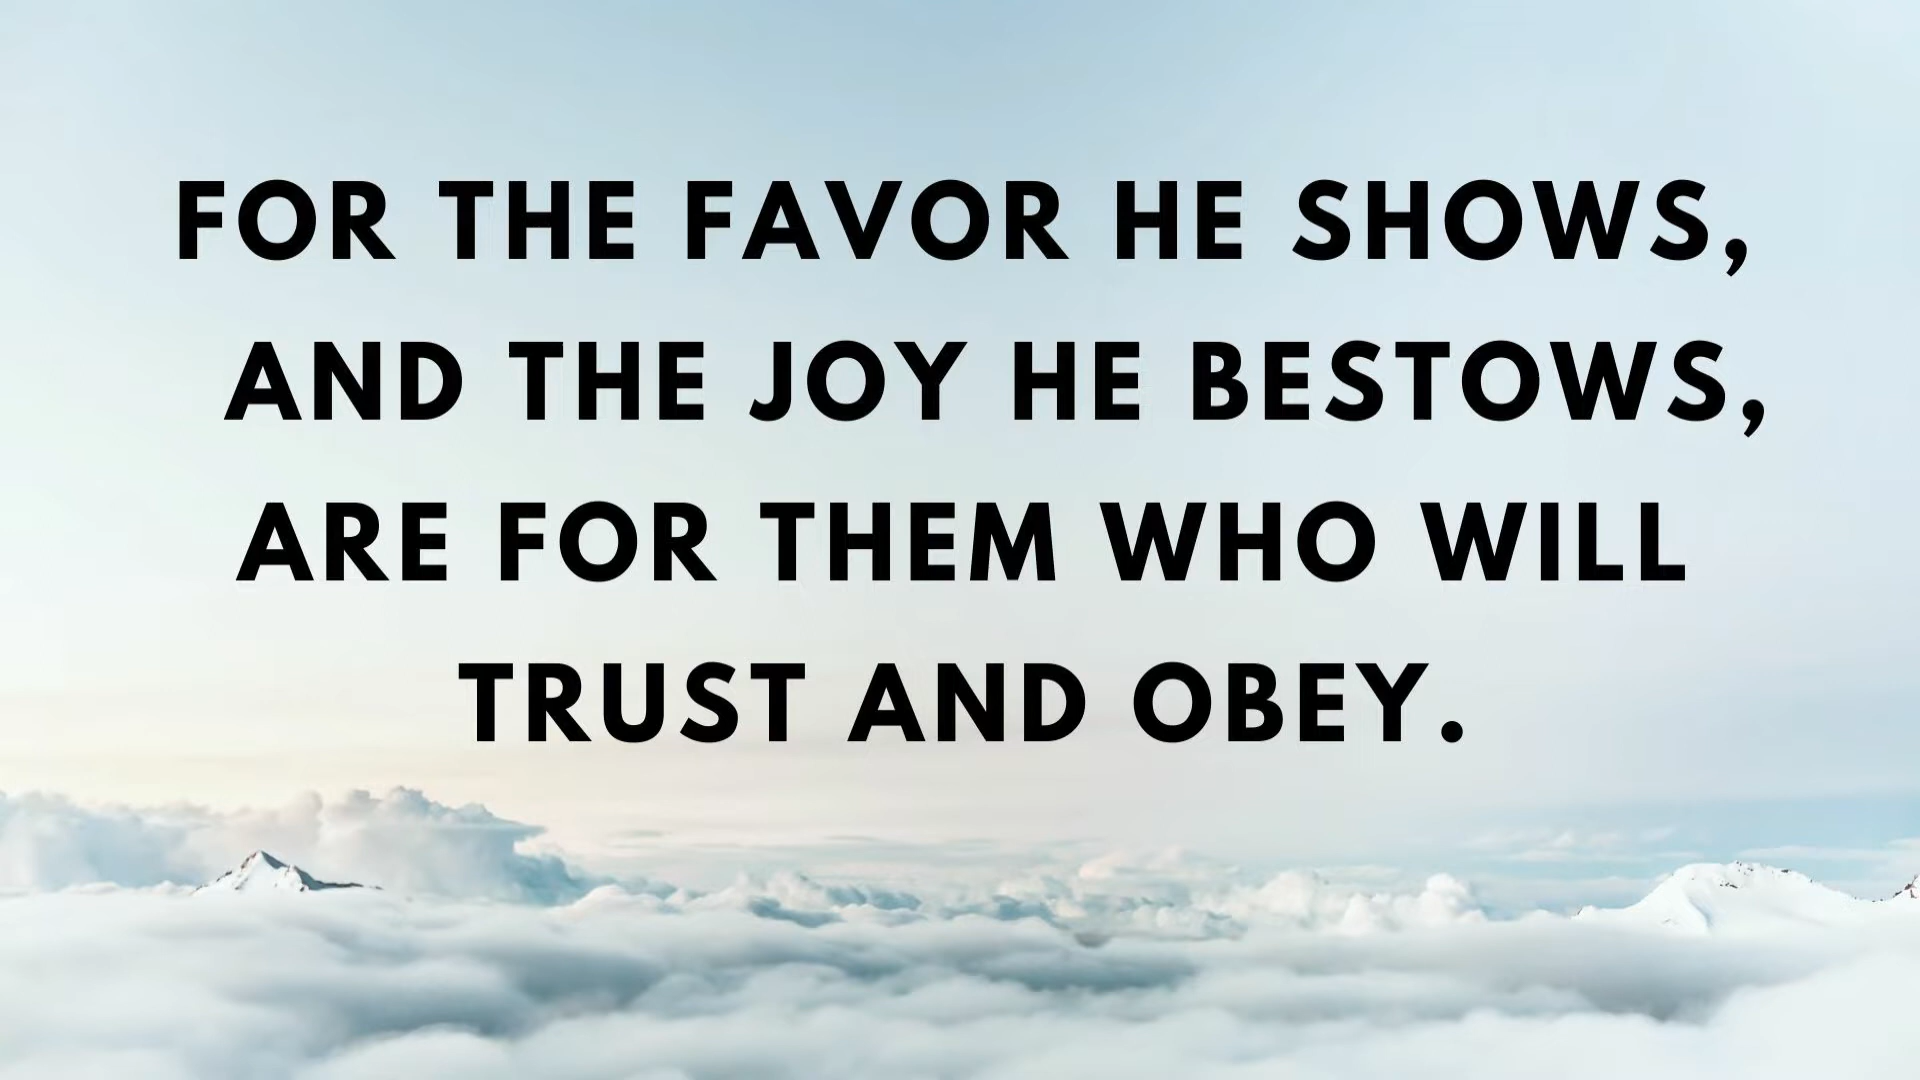 FOR THE FAVOR HE SHOWS,
AND THE JOY HE BESTOWS,
ARE FOR THEM WHO WILL
TRUST AND OBEY.